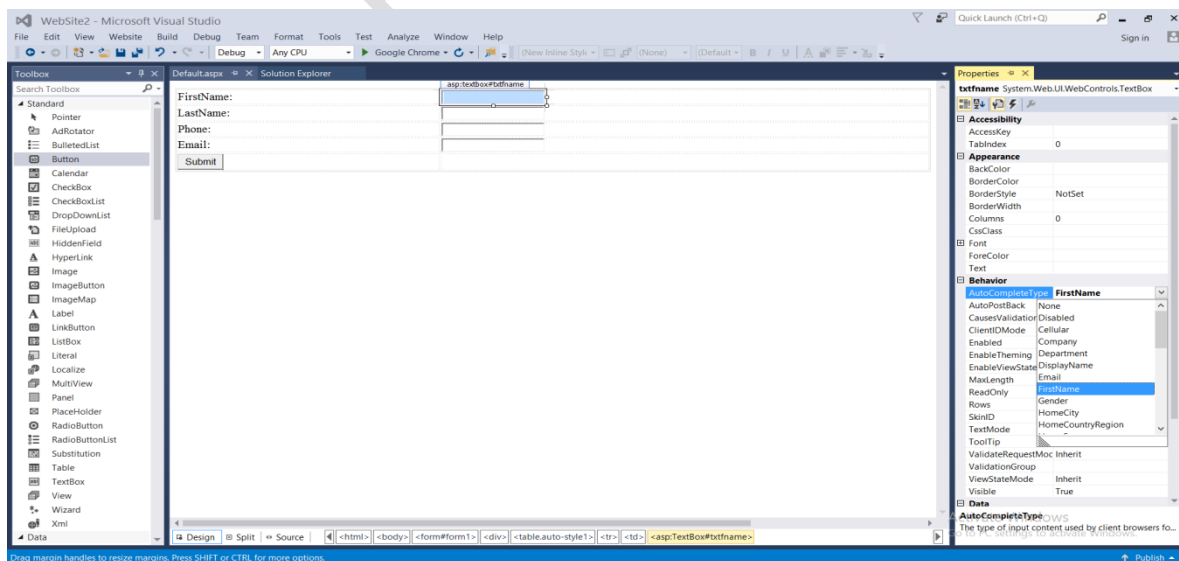 WebSite2 - Microsoft Visual Studio
Quick Launch (Ctrl+Q)
File Edit View Website Build Debug Team Format Tools Test Analyze Window Help
Sign in
Debug Any CPU Google Chrome (New Inline Style (None) (Default B I U A
Toolbox
Search Toolbox
Standard
Pointer
AdRotator
BulletedList
Button
Calendar
CheckBox
CheckBoxList
DropDownList
FileUpload
HiddenField
HyperLink
Image
ImageButton
ImageMap
Label
LinkButton
ListBox
Literal
Localize
MultiView
Panel
PlaceHolder
RadioButton
RadioButtonList
Substitution
Table
TextBox
View
Wizard
Xml
Data
Default.aspx Solution Explorer
asp:textbox#txtfname
FirstName:
LastName:
Phone:
Email:
Submit
Design Split Source <html> <body> <form#form1> <div> <table.auto-style1> <tr> <td> <asp:TextBox#txtfname>
Properties
txtfname System.Web.UI.WebControls.TextBox
Accessibility
AccessKey
TabIndex 0
Appearance
BackColor
BorderColor
BorderStyle NotSet
BorderWidth
Columns 0
CssClass
Font
ForeColor
Text
Behavior
AutoCompleteType FirstName
AutoPostBack
CausesValidation
ClientIDMode
Enabled
EnableTheming
EnableViewState
MaxLength
ReadOnly
Rows
SkinID
TextMode
ToolTip
None
Disabled
Cellular
Company
Department
DisplayName
Email
FirstName
Gender
HomeCity
HomeCountryRegion
ValidateRequestMoc Inherit
ValidationGroup
ViewStateMode Inherit
Visible True
Data
AutoCompleteType
The type of input content used by client browsers fo...
Activate Windows
Go to PC settings to activate Windows.
Drag margin handles to resize margins. Press SHIFT or CTRL for more options.
Publish